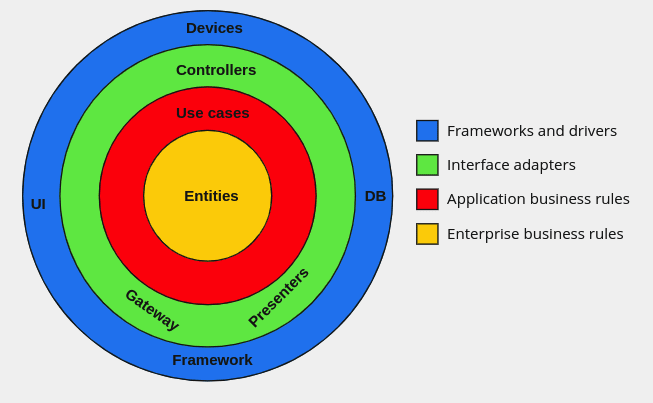 Devices
Controllers
Use cases
Entities
UI
DB
Gateway
Presenters
Framework
Frameworks and drivers
Interface adapters
Application business rules
Enterprise business rules